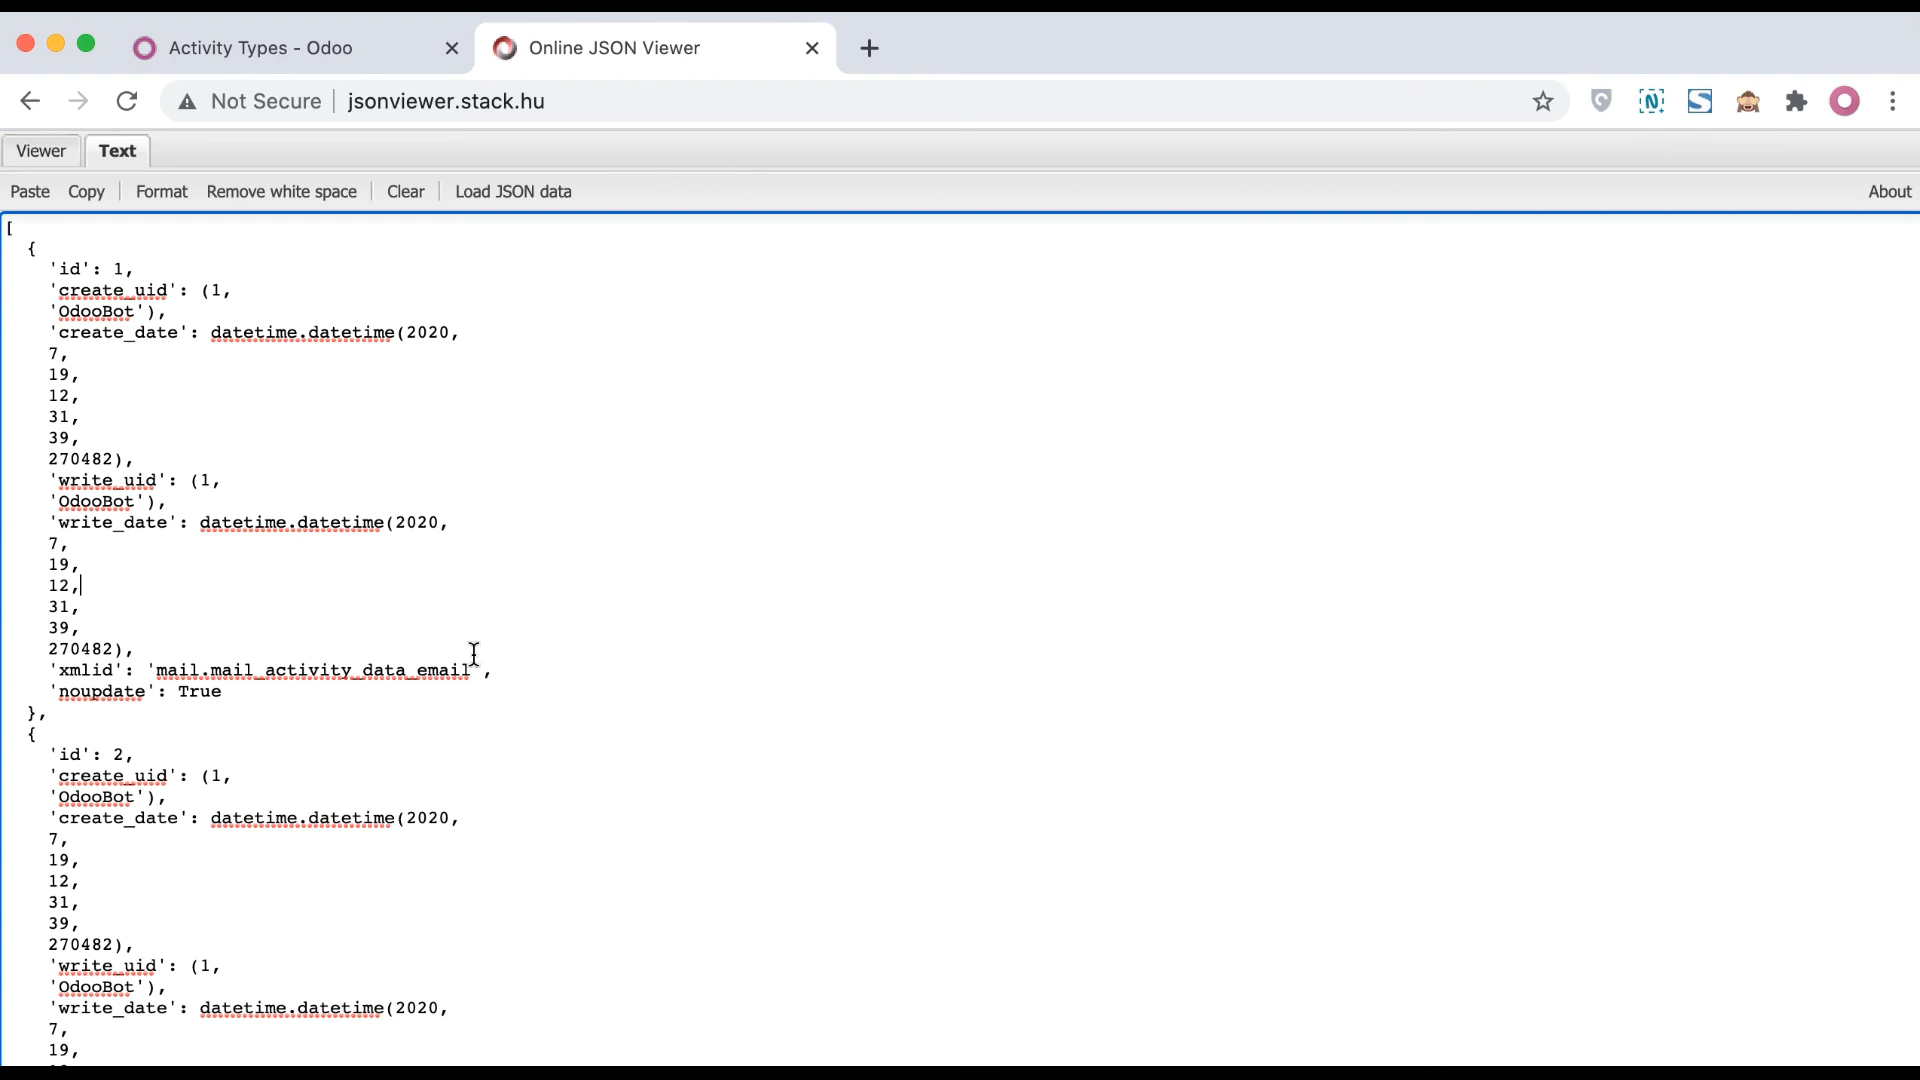 Activity Types - Odoo
Online JSON Viewer
Not Secure
jsonviewer.stack.hu
Viewer
Text
Paste
Copy
Format
Remove white space
Clear
Load JSON data
About
[
{
'id': 1,
'create_uid': (1,
'OdooBot'),
'create_date': datetime.datetime(2020,
7,
19,
12,
31,
39,
270482),
'write_uid': (1,
'OdooBot'),
'write_date': datetime.datetime(2020,
7,
19,
12,
31,
39,
270482),
'xmlid': 'mail.mail_activity_data_email',
'noupdate': True
},
{
'id': 2,
'create_uid': (1,
'OdooBot'),
'create_date': datetime.datetime(2020,
7,
19,
12,
31,
39,
270482),
'write_uid': (1,
'OdooBot'),
'write_date': datetime.datetime(2020,
7,
19,